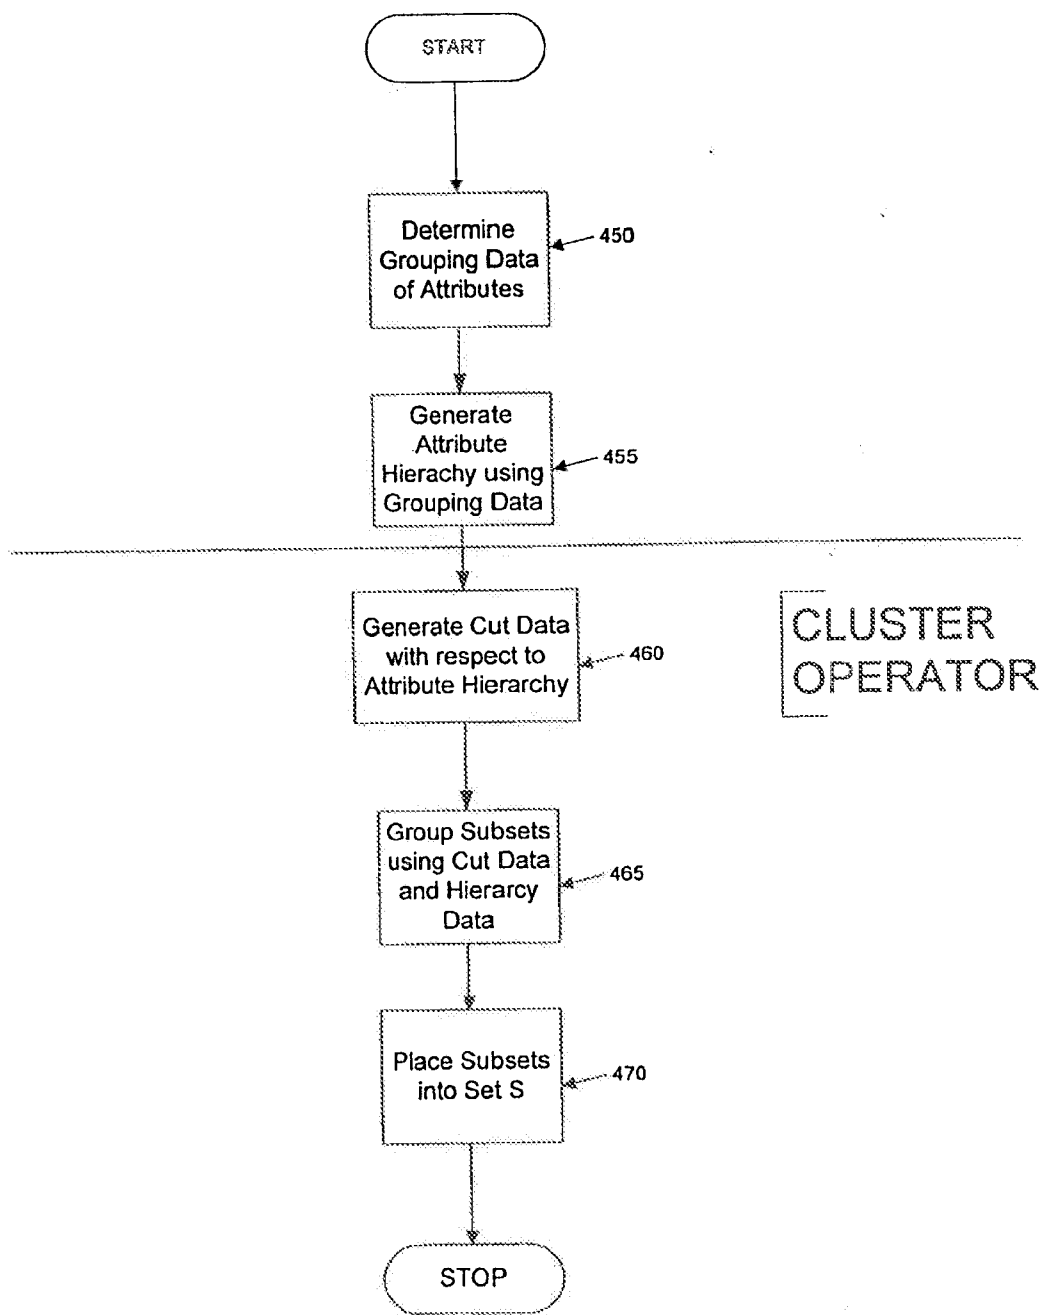 START
Determine
Grouping Data
of Attributes
450
Generate
Attribute
Hierachy using
Grouping Data
455
Generate Cut Data
with respect to
Attribute Hierarchy
460
CLUSTER
OPERATOR
Group Subsets
using Cut Data
and Hierarcy
Data
465
Place Subsets
into Set S
470
STOP